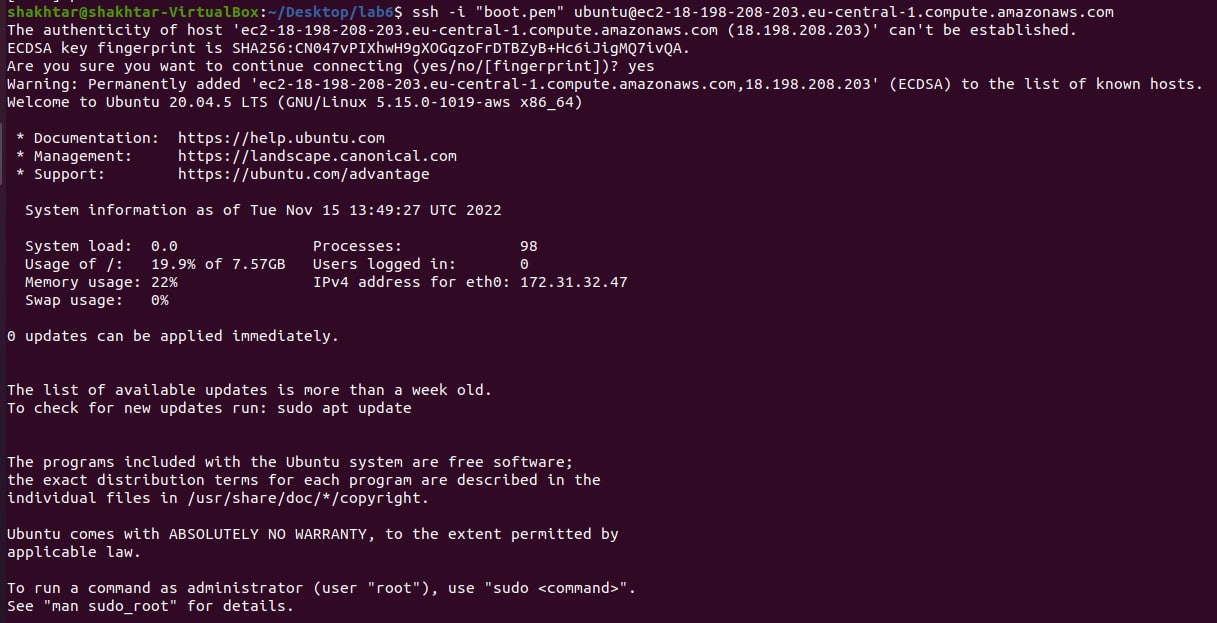 shakhtar@shakhtar-VirtualBox:~/Desktop/lab6$ ssh -i "boot.pem" ubuntu@ec2-18-198-208-203.eu-central-1.compute.amazonaws.com
The authenticity of host 'ec2-18-198-208-203.eu-central-1.compute.amazonaws.com (18.198.208.203)' can't be established.
ECDSA key fingerprint is SHA256:CN047vPIXhwH9gXOGqzoFrDTBZyB+Hc6iJigMQ7ivQA.
Are you sure you want to continue connecting (yes/no/[fingerprint])? yes
Warning: Permanently added 'ec2-18-198-208-203.eu-central-1.compute.amazonaws.com,18.198.208.203' (ECDSA) to the list of known hosts.
Welcome to Ubuntu 20.04.5 LTS (GNU/Linux 5.15.0-1019-aws x86_64)

 * Documentation:  https://help.ubuntu.com
 * Management:     https://landscape.canonical.com
 * Support:        https://ubuntu.com/advantage

  System information as of Tue Nov 15 13:49:27 UTC 2022

  System load:  0.0               Processes:             98
  Usage of /:   19.9% of 7.57GB   Users logged in:       0
  Memory usage: 22%               IPv4 address for eth0: 172.31.32.47
  Swap usage:   0%

0 updates can be applied immediately.


The list of available updates is more than a week old.
To check for new updates run: sudo apt update


The programs included with the Ubuntu system are free software;
the exact distribution terms for each program are described in the
individual files in /usr/share/doc/*/copyright.

Ubuntu comes with ABSOLUTELY NO WARRANTY, to the extent permitted by
applicable law.

To run a command as administrator (user "root"), use "sudo <command>".
See "man sudo_root" for details.